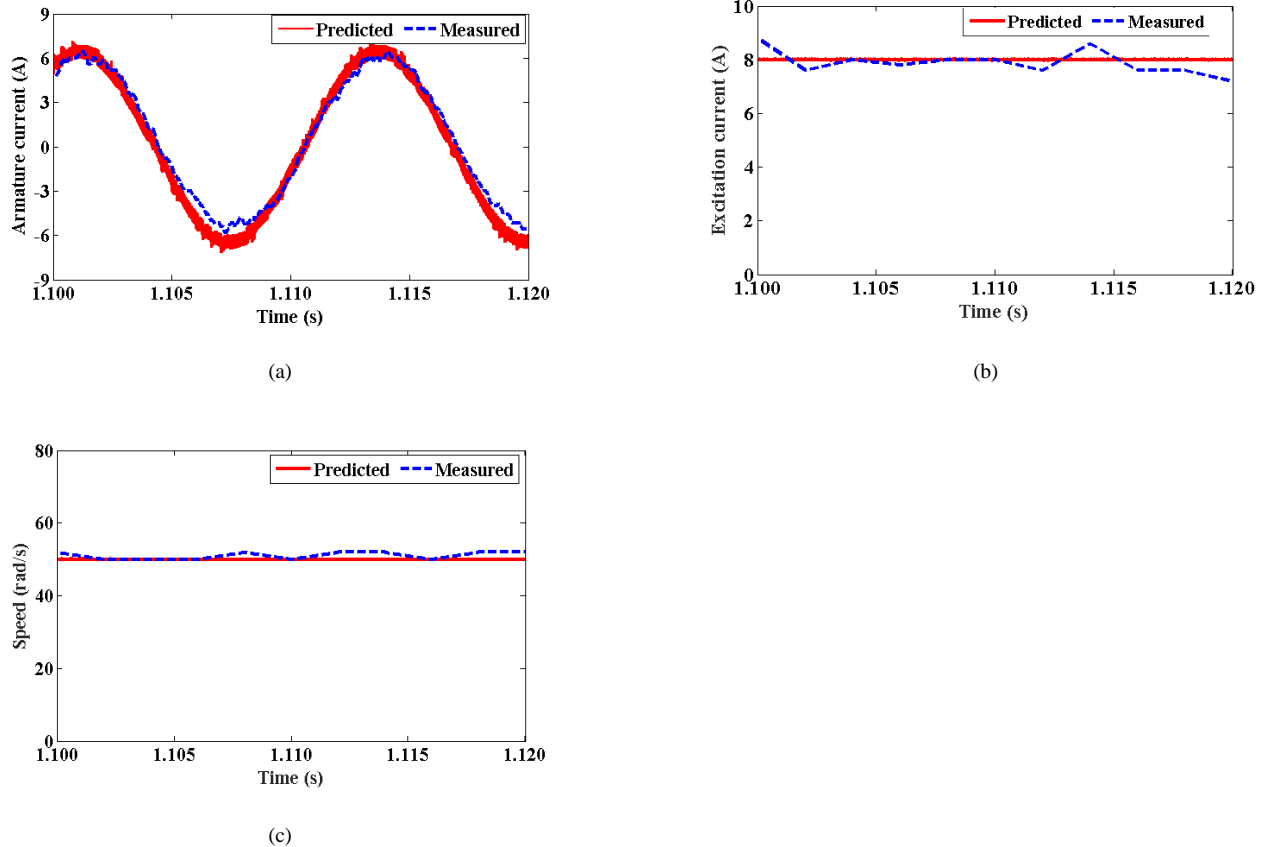 Predicted Measured
Armature current (A)
9
6
3
0
-3
-6
-9
1.100 1.105 1.110 1.115 1.120
Time (s)
(a)
Predicted Measured
Excitation current (A)
10
8
6
4
2
0
1.100 1.105 1.110 1.115 1.120
Time (s)
(b)
Predicted Measured
Speed (rad/s)
80
60
40
20
0
1.100 1.105 1.110 1.115 1.120
Time (s)
(c)